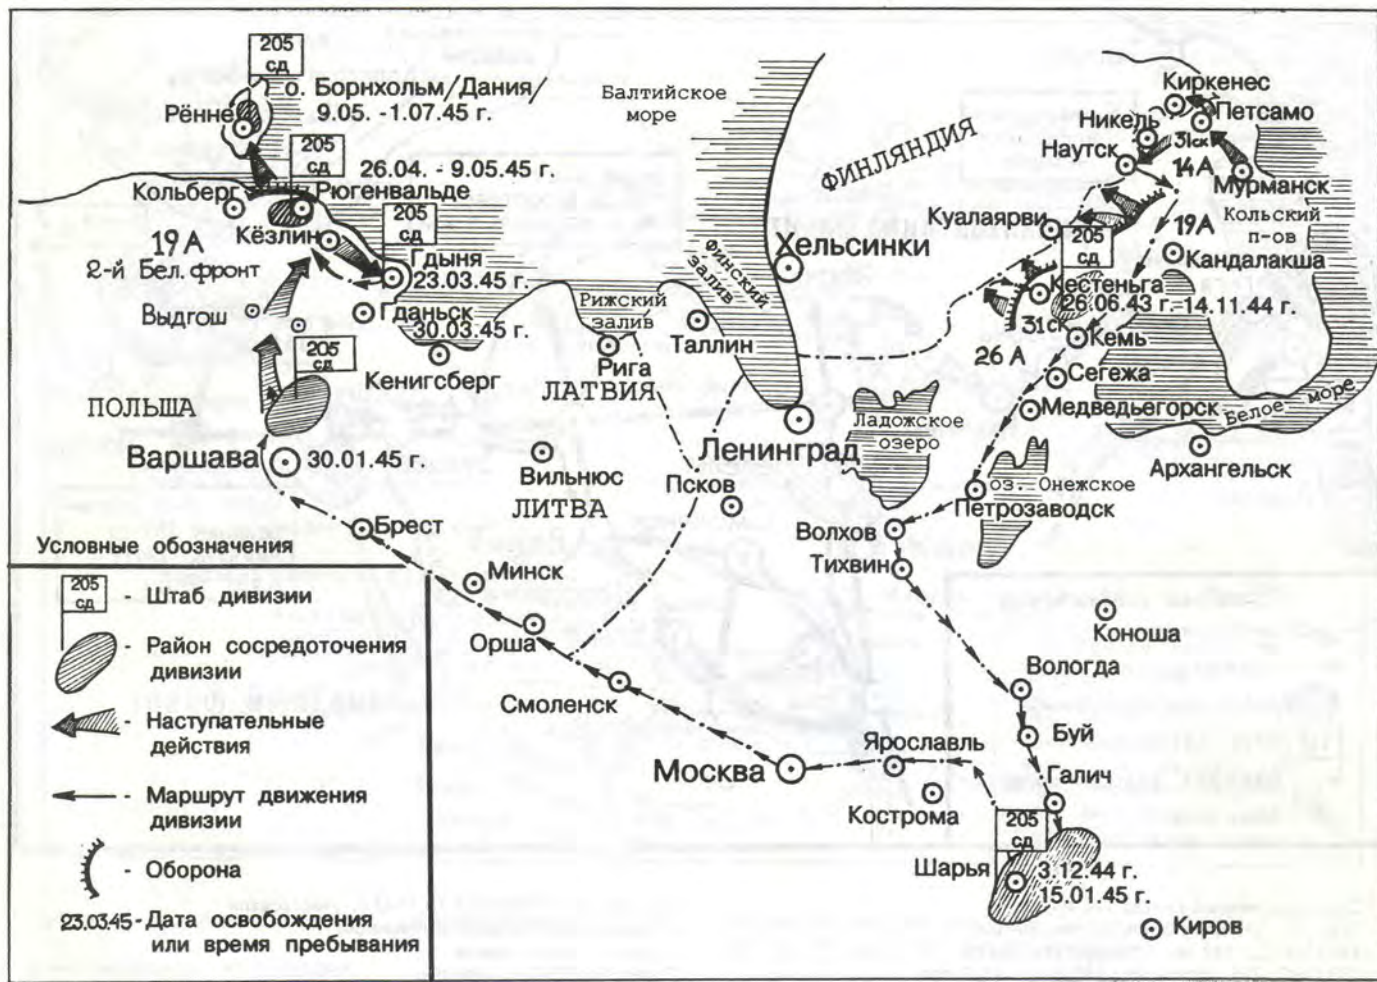 205
сд
о. Борнхольм/Дания/
9.05. -1.07.45 г.
Рённе
205
сд
26.04. - 9.05.45 г.
Кольберг
Рюгенвальде
205
сд
Кёзлин
19 А
2-й Бел. фронт
Гдыня
23.03.45 г.
Выдгош
Гданьск
30.03.45 г.
205
сд
Кенигсберг
ПОЛЬША
Варшава
30.01.45 г.
Брест
Балтийское
море
ФИНЛЯНДИЯ
Хельсинки
Финский
залив
Рижский
залив
Таллин
Рига
ЛАТВИЯ
Ленинград
Ладожское
озеро
Вильнюс
ЛИТВА
Псков
Киркенес
Петсамо
Никель
31ск
Наутск
14А
Мурманск
Куалаярви
19А
Кольский
п-ов
205
сд
Кандалакша
Кестеньга
26.06.43 г.-14.11.44 г.
31ск
Кемь
26 А
Сегежа
Медведьегорск
Белое море
Архангельск
оз. Онежское
Петрозаводск
Волхов
Тихвин
Минск
Орша
Смоленск
Москва
Ярославль
Кострома
Коноша
Вологда
Буй
Галич
205
сд
Шарья
3.12.44 г.
15.01.45 г.
Киров
Условные обозначения
205
сд
- Штаб дивизии
- Район сосредоточения
дивизии
- Наступательные
действия
- Маршрут движения
дивизии
- Оборона
23.03.45 - Дата освобождения
или время пребывания